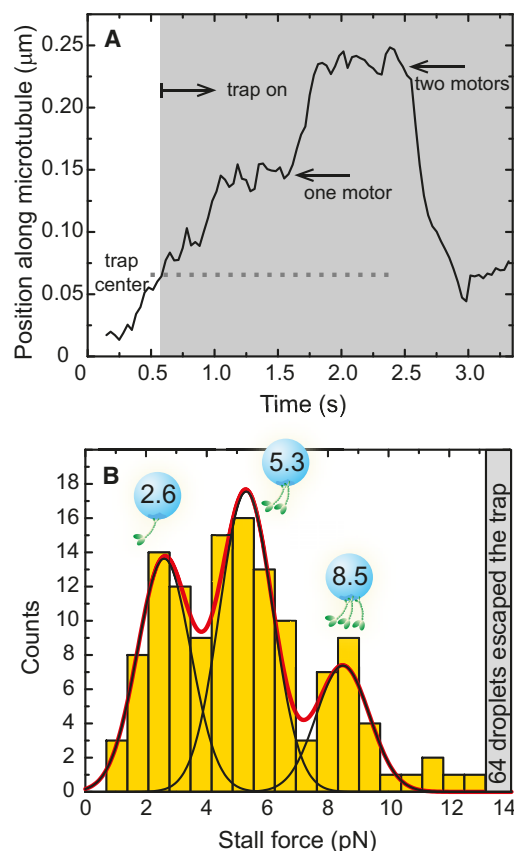 A
0.25
0.20
0.15
0.10
0.05
0
Position along microtubule (μm)
trap on
two motors
one motor
trap
center
0.0
0.5
1.0
1.5
2.0
2.5
3.0
Time (s)
B
18
16
14
12
10
8
6
4
2
0
Counts
2.6
5.3
8.5
64 droplets escaped the trap
0
2
4
6
8
10
12
14
Stall force (pN)